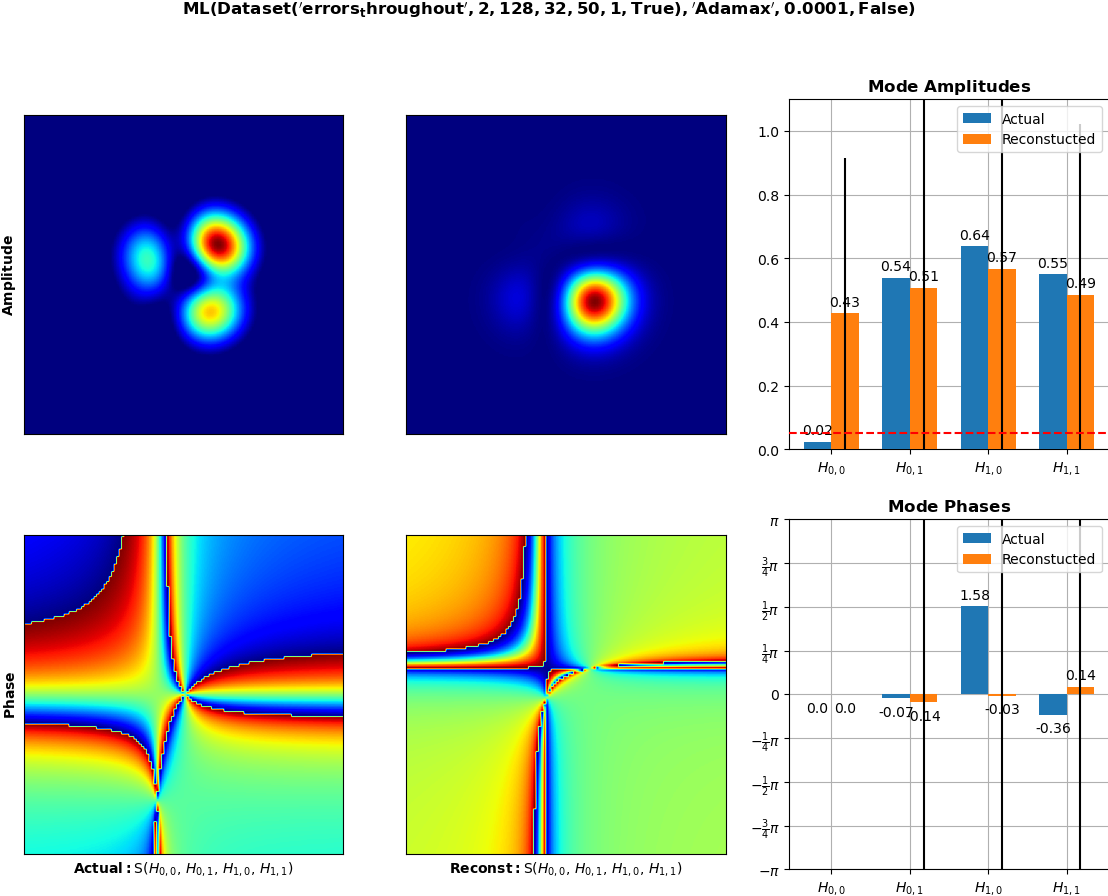 ML(Dataset('errors_throughout', 2, 128, 32, 50, 1, True), 'Adamax', 0.0001, False)
Amplitude
Mode Amplitudes
Actual
Reconstucted
1.0
0.8
0.6
0.4
0.2
0.0
0.02
0.43
0.54
0.51
0.64
0.57
0.55
0.49
H0,0
H0,1
H1,0
H1,1
Phase
Actual: S(H0,0, H0,1, H1,0, H1,1)
Reconst: S(H0,0, H0,1, H1,0, H1,1)
Mode Phases
Actual
Reconstucted
π
3/4π
1/2π
1/4π
0
−1/4π
−1/2π
−3/4π
−π
0.0
0.0
-0.07
-0.14
1.58
-0.03
-0.36
0.14
H0,0
H0,1
H1,0
H1,1